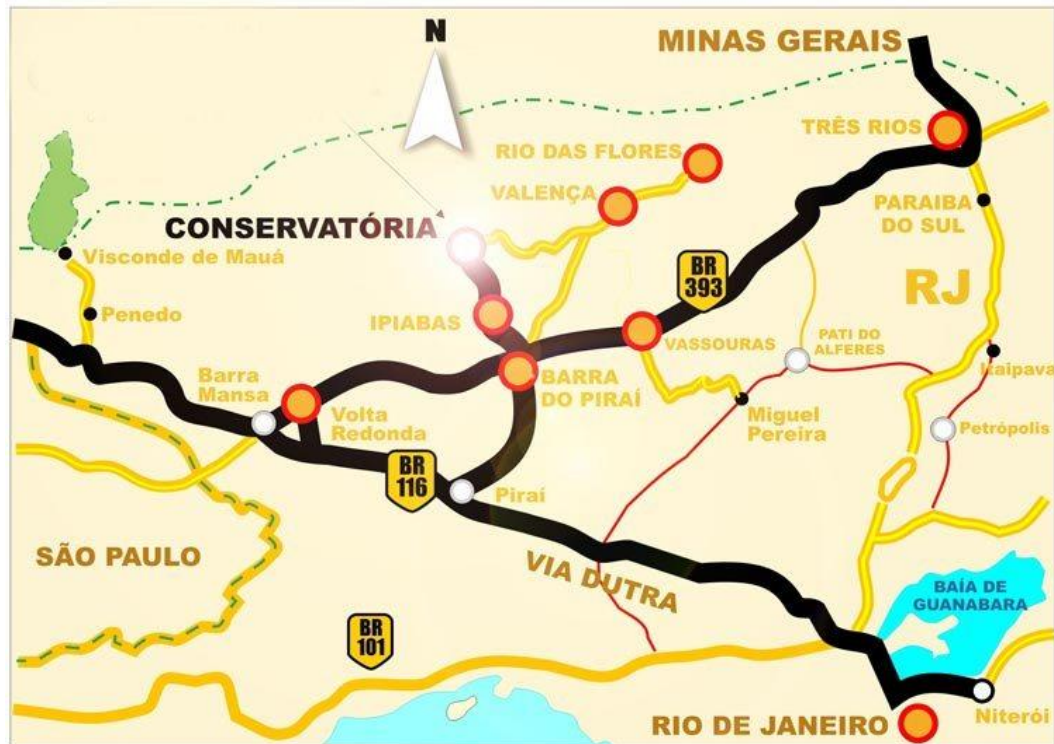 N
MINAS GERAIS
TRÊS RIOS
RIO DAS FLORES
VALENÇA
PARAIBA
DO SUL
CONSERVATÓRIA
Visconde de Mauá
BR
393
RJ
Penedo
IPIABAS
VASSOURAS
PATI DO
ALFERES
Itaipava
Barra
Mansa
Volta
Redonda
BARRA
DO PIRAÍ
Miguel
Pereira
Petrópolis
BR
116
Piraí
SÃO PAULO
VIA DUTRA
BAÍA DE
GUANABARA
BR
101
RIO DE JANEIRO
Niterói